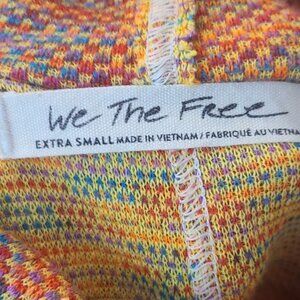 We The Free
EXTRA SMALL MADE IN VIETNAM / FABRIQUÉ AU VIETNA